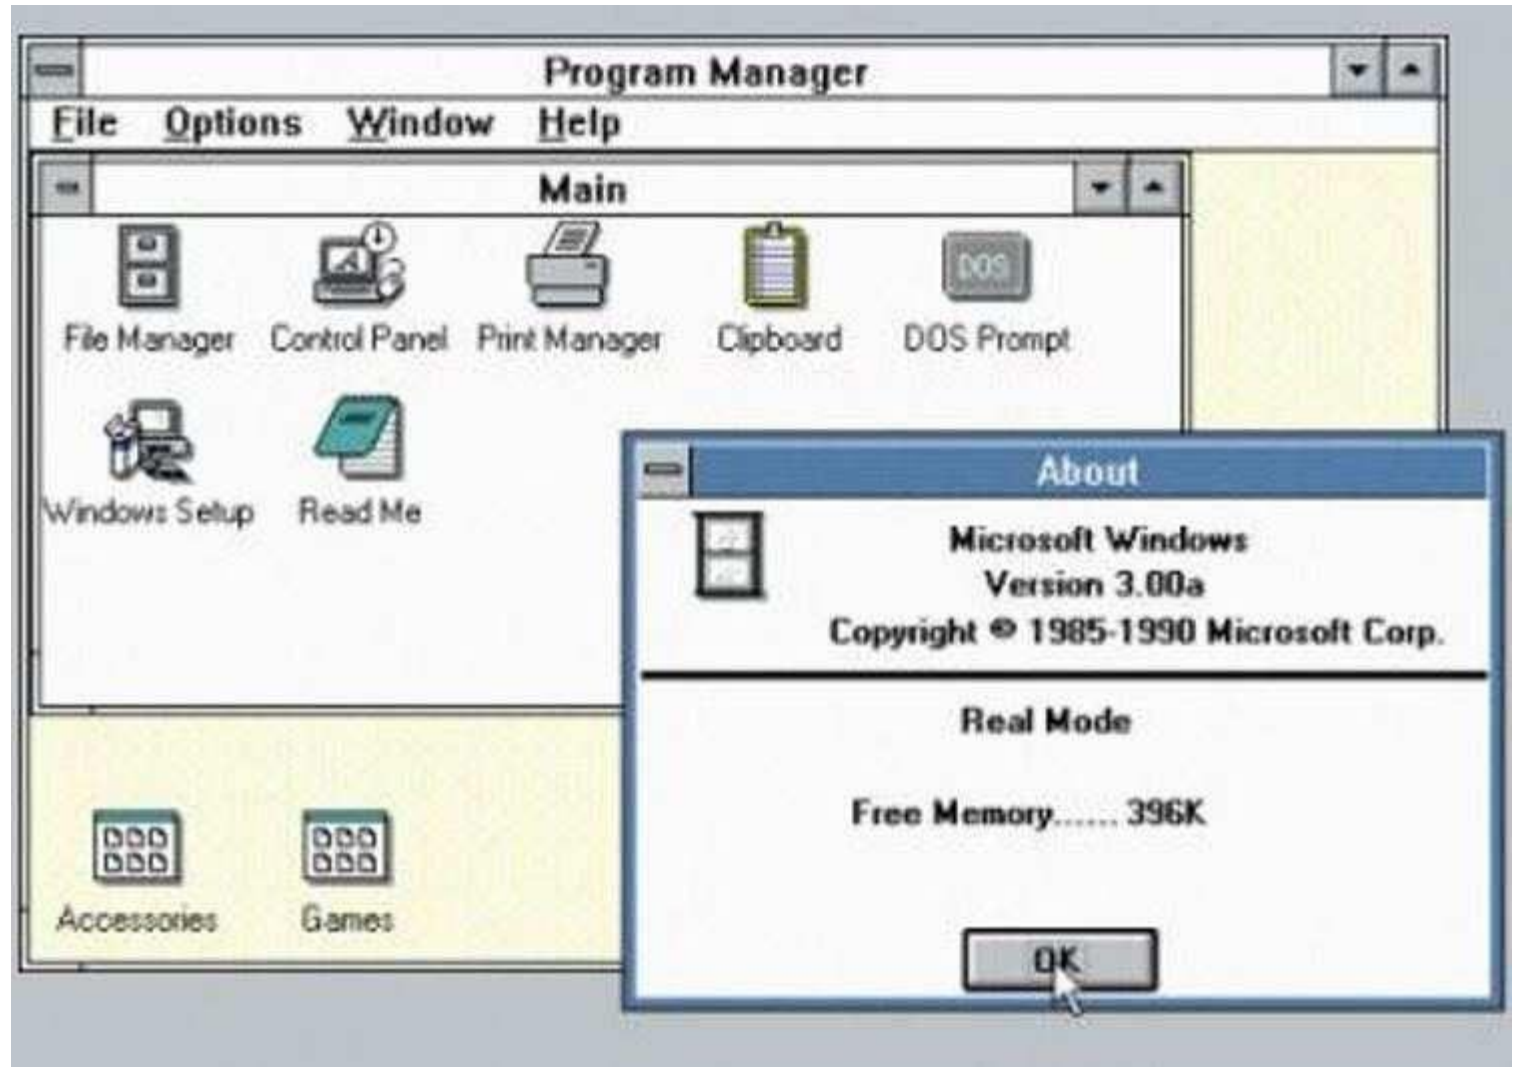 Program Manager
File Options Window Help
Main
DOS
File Manager Control Panel Print Manager Clipboard DOS Prompt
Windows Setup Read Me
About
Microsoft Windows
Version 3.00a
Copyright © 1985-1990 Microsoft Corp.
Real Mode
Free Memory...... 396K
OK
Accessories Games